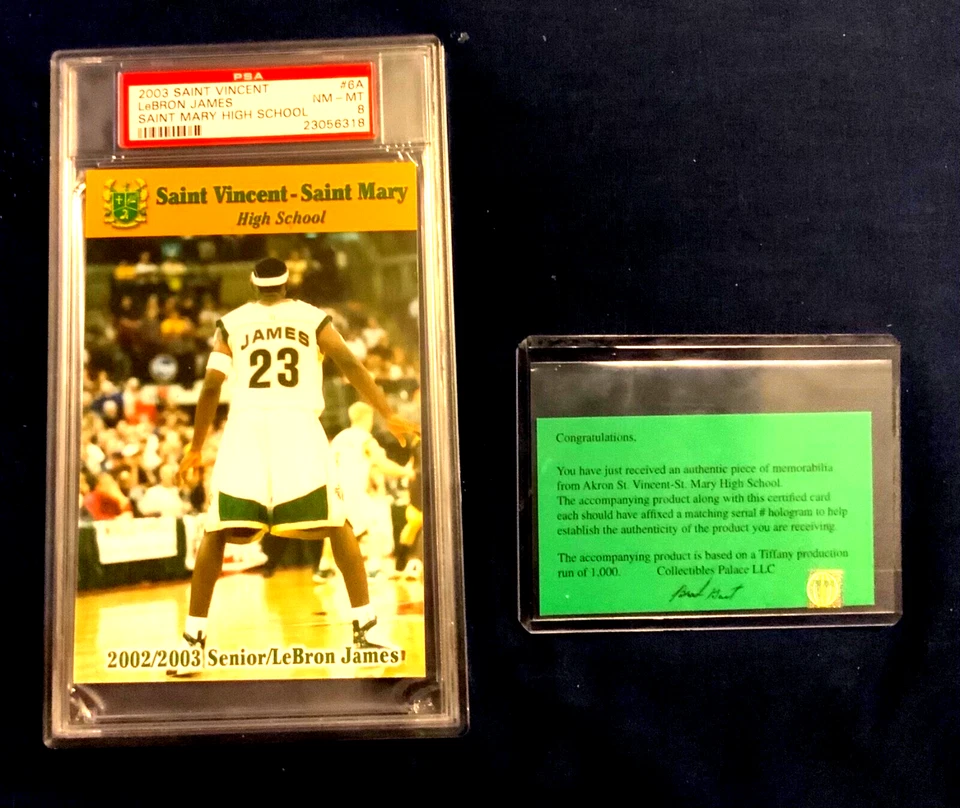 PSA
2003 SAINT VINCENT #6A
LeBRON JAMES NM - MT
SAINT MARY HIGH SCHOOL 8
23056318
Saint Vincent - Saint Mary
High School
JAMES
23
2002/2003 Senior/LeBron James
Congratulations.
You have just received an authentic piece of memorabilia
from Akron St. Vincent-St. Mary High School.
The accompanying product along with this certified card
each should have affixed a matching serial # hologram to help
establish the authenticity of the product you are receiving.
The accompanying product is based on a Tiffany production
run of 1,000. Collectibles Palace LLC